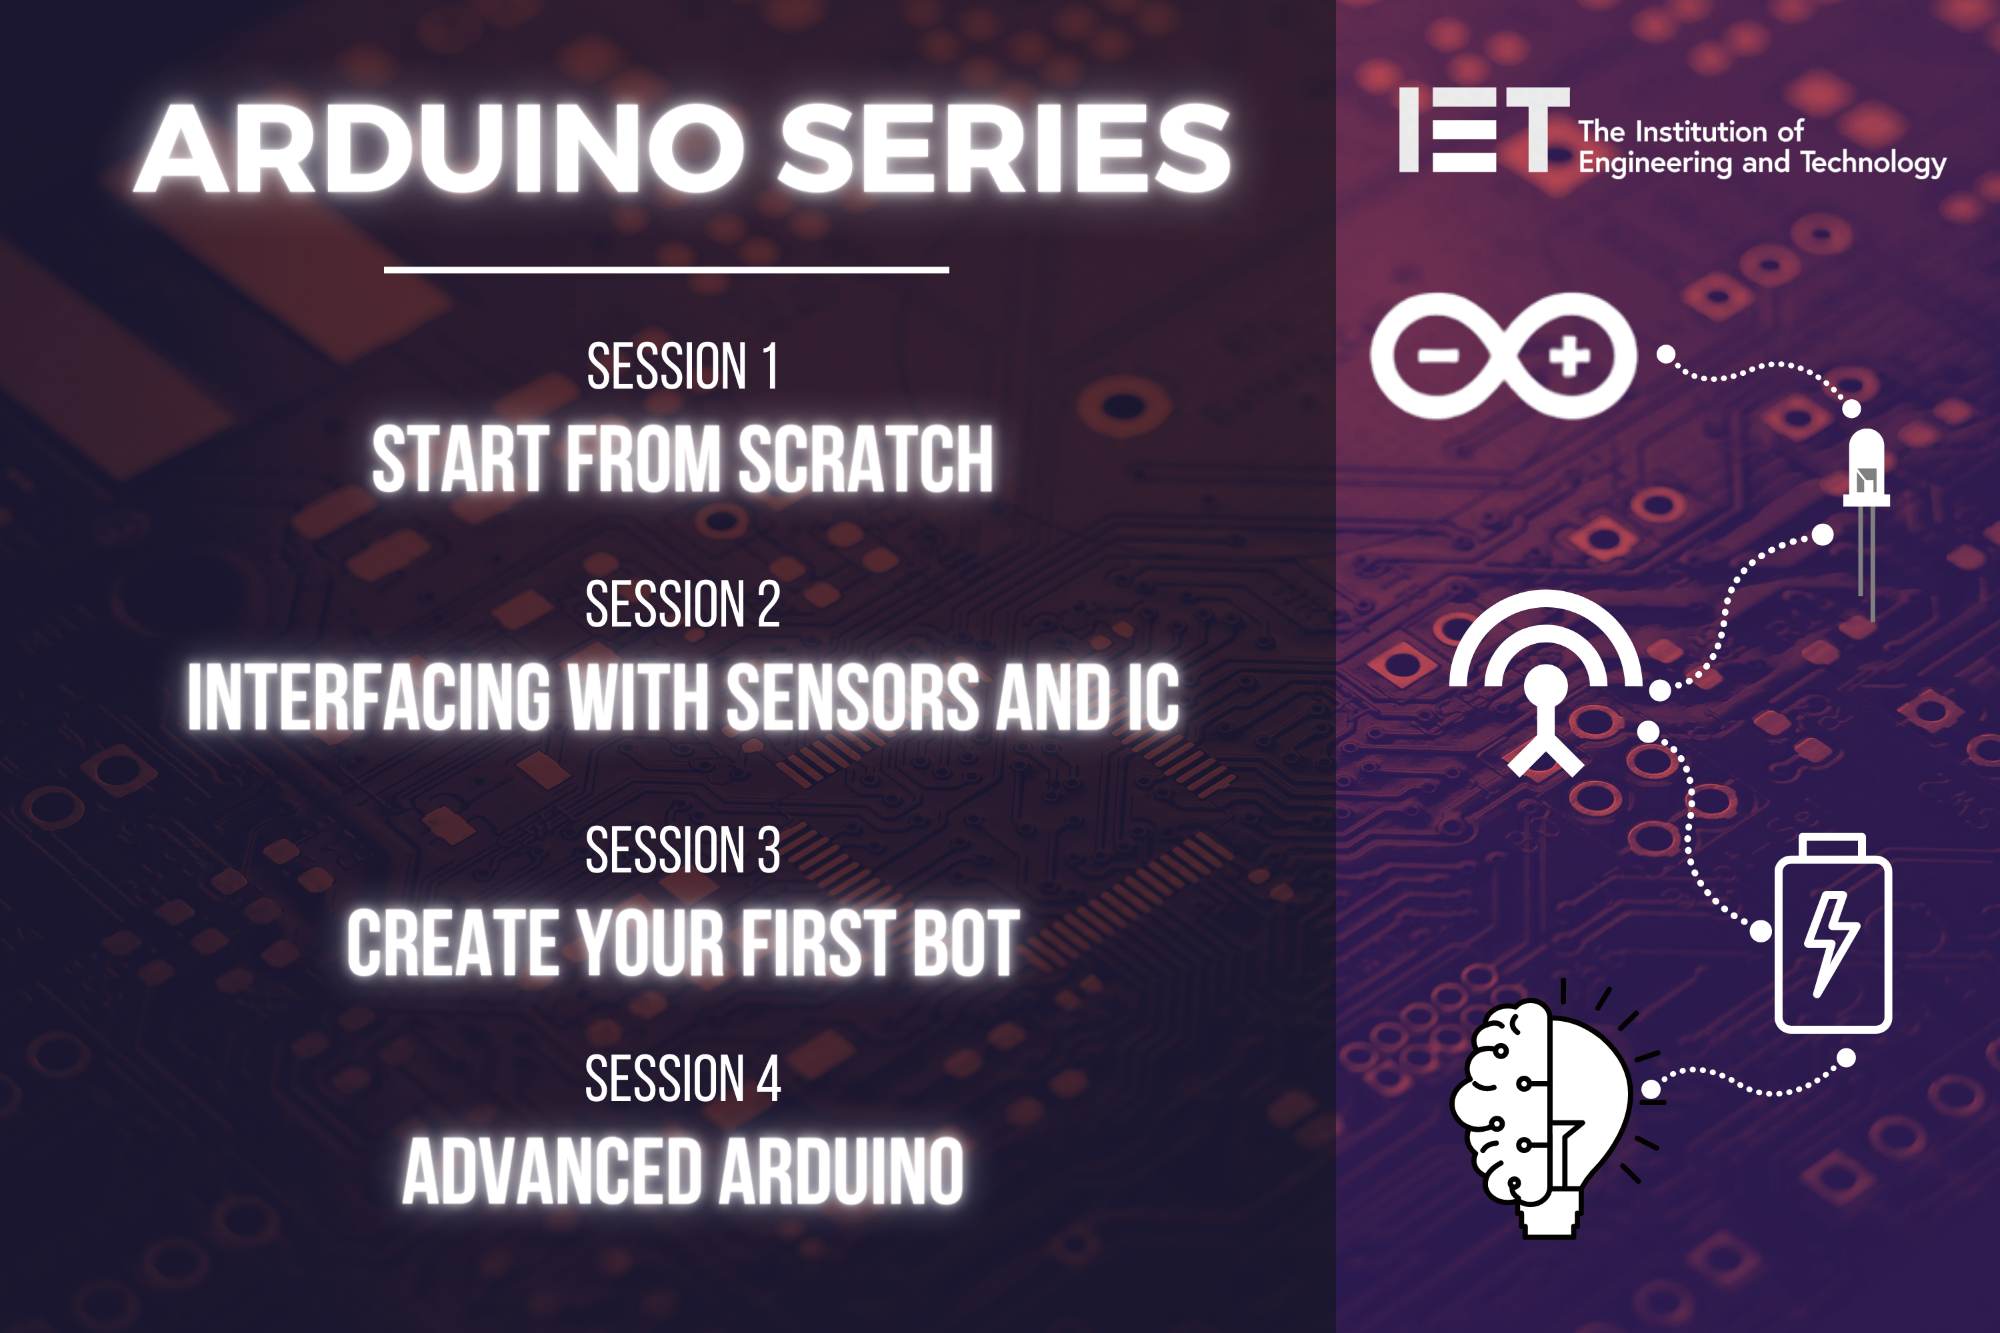 ARDUINO SERIES
SESSION 1
START FROM SCRATCH
SESSION 2
INTERFACING WITH SENSORS AND IC
SESSION 3
CREATE YOUR FIRST BOT
SESSION 4
ADVANCED ARDUINO
IET The Institution of
Engineering and Technology